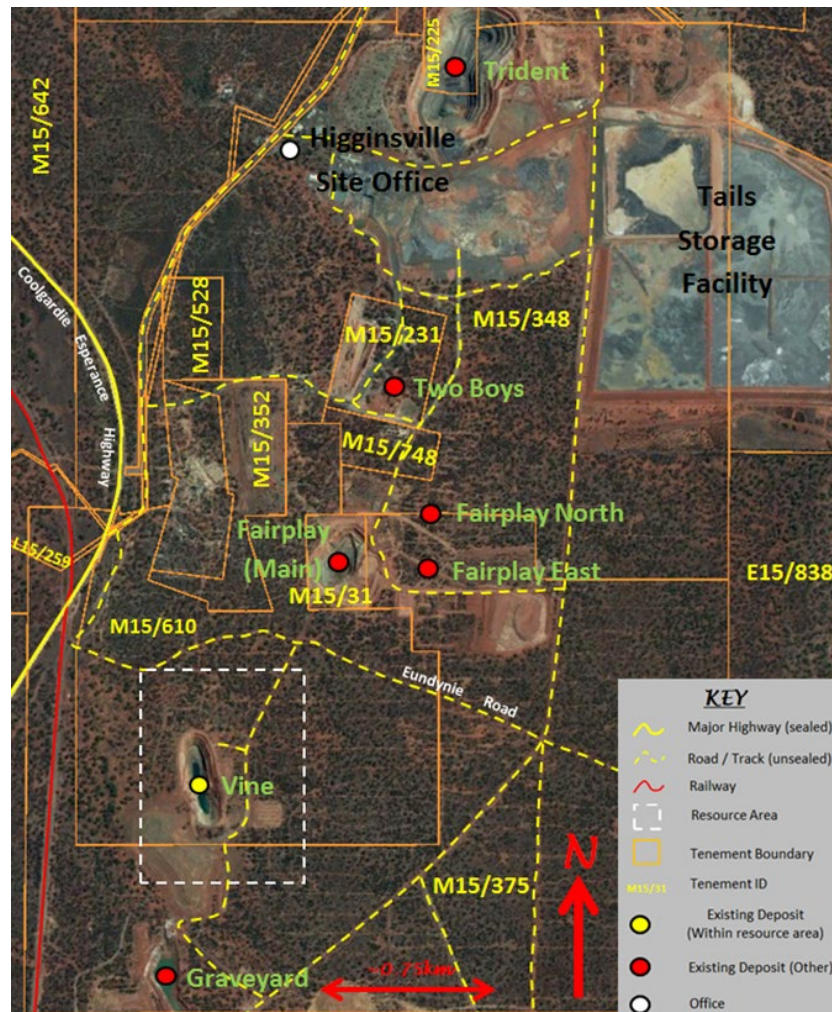 M15/225
Trident
M15/642
Higginsville
Site Office
Tails
Storage
Facility
Coolgardie Esperance Highway
M15/528
M15/231
M15/348
Two Boys
M15/352
M15/748
Fairplay North
Fairplay
(Main)
Fairplay East
L15/259
M15/31
E15/838
M15/610
Eundynie Road
Vine
M15/375
Graveyard
~0.75km
N
KEY
Major Highway (sealed)
Road / Track (unsealed)
Railway
Resource Area
Tenement Boundary
M15/31
Tenement ID
Existing Deposit
(Within resource area)
Existing Deposit (Other)
Office